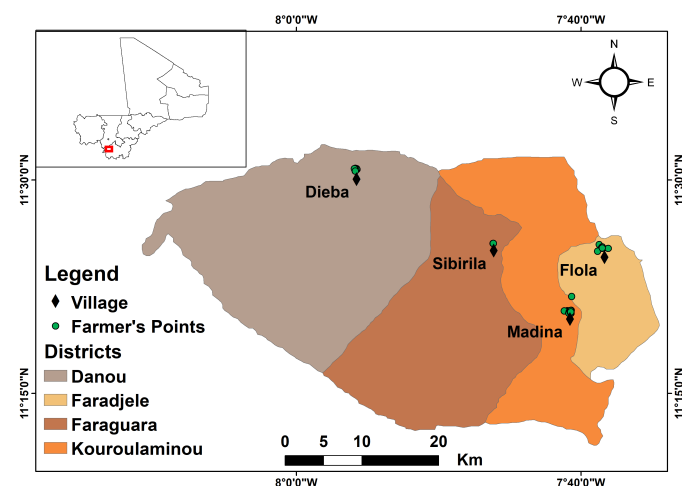 8°0'0"W 7°40'0"W
N
W E
S
11°30'0"N 11°30'0"N
Dieba
Sibirila
Flola
Madina
Legend
Village
Farmer's Points
Districts
Danou
Faradjele
Faraguara
Kouroulaminou
11°15'0"N 11°15'0"N
0 5 10 20
Km
8°0'0"W 7°40'0"W